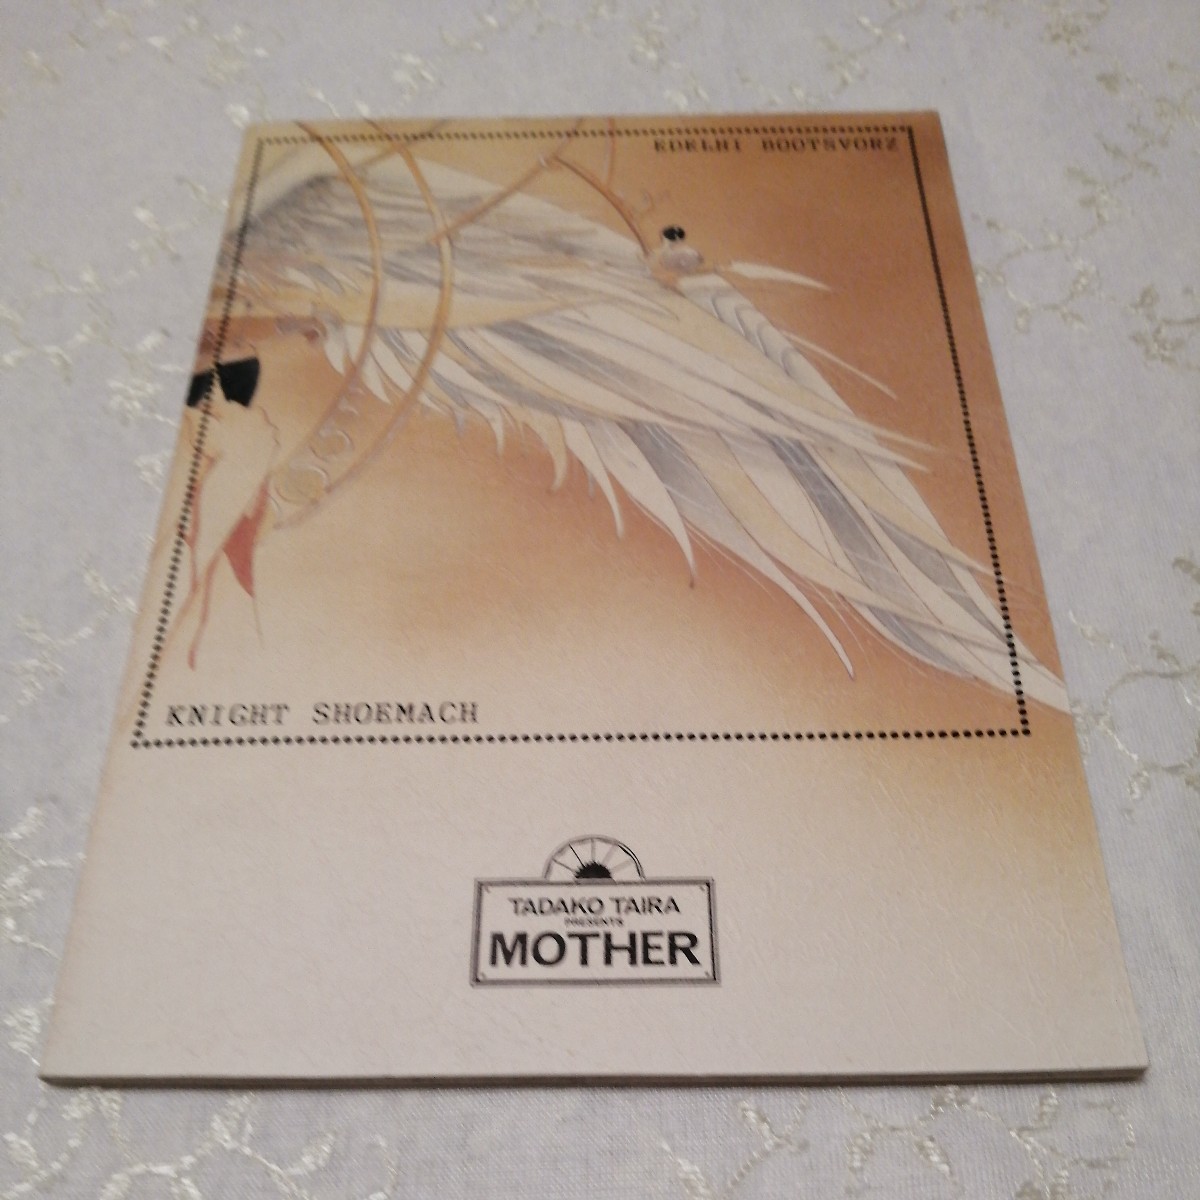 EDELHI BOOTSVORZ
KNIGHT SHOEMACH
TADAKO TAIRA
PRESENTS
MOTHER